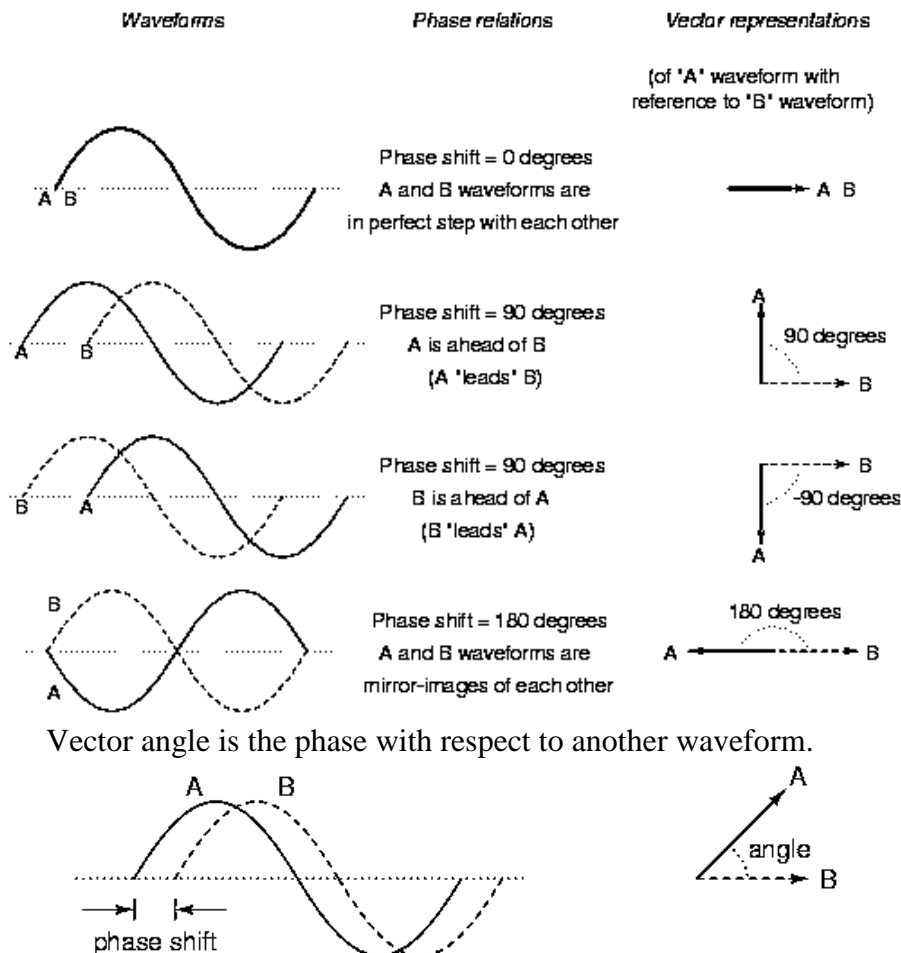 Waveforms Phase relations Vector representations
(of "A" waveform with
reference to "B" waveform)
Phase shift = 0 degrees
A B A and B waveforms are A B
in perfect step with each other
Phase shift = 90 degrees A
A B A is ahead of B 90 degrees
(A "leads" B) B
Phase shift = 90 degrees B
B A B is ahead of A -90 degrees
(B "leads" A) A
B Phase shift = 180 degrees 180 degrees
A and B waveforms are A B
A mirror-images of each other
Vector angle is the phase with respect to another waveform.
A B A
angle
B
phase shift